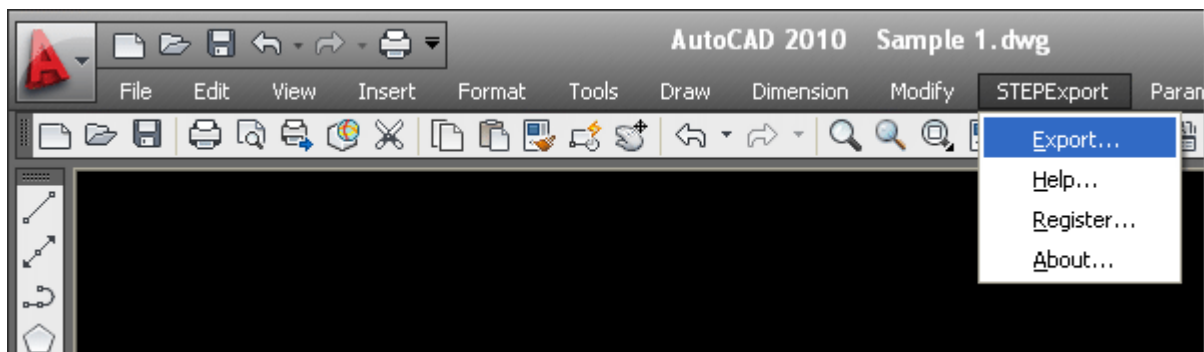 AutoCAD 2010 Sample 1.dwg
File Edit View Insert Format Tools Draw Dimension Modify STEPExport Param
Export...
Help...
Register...
About...